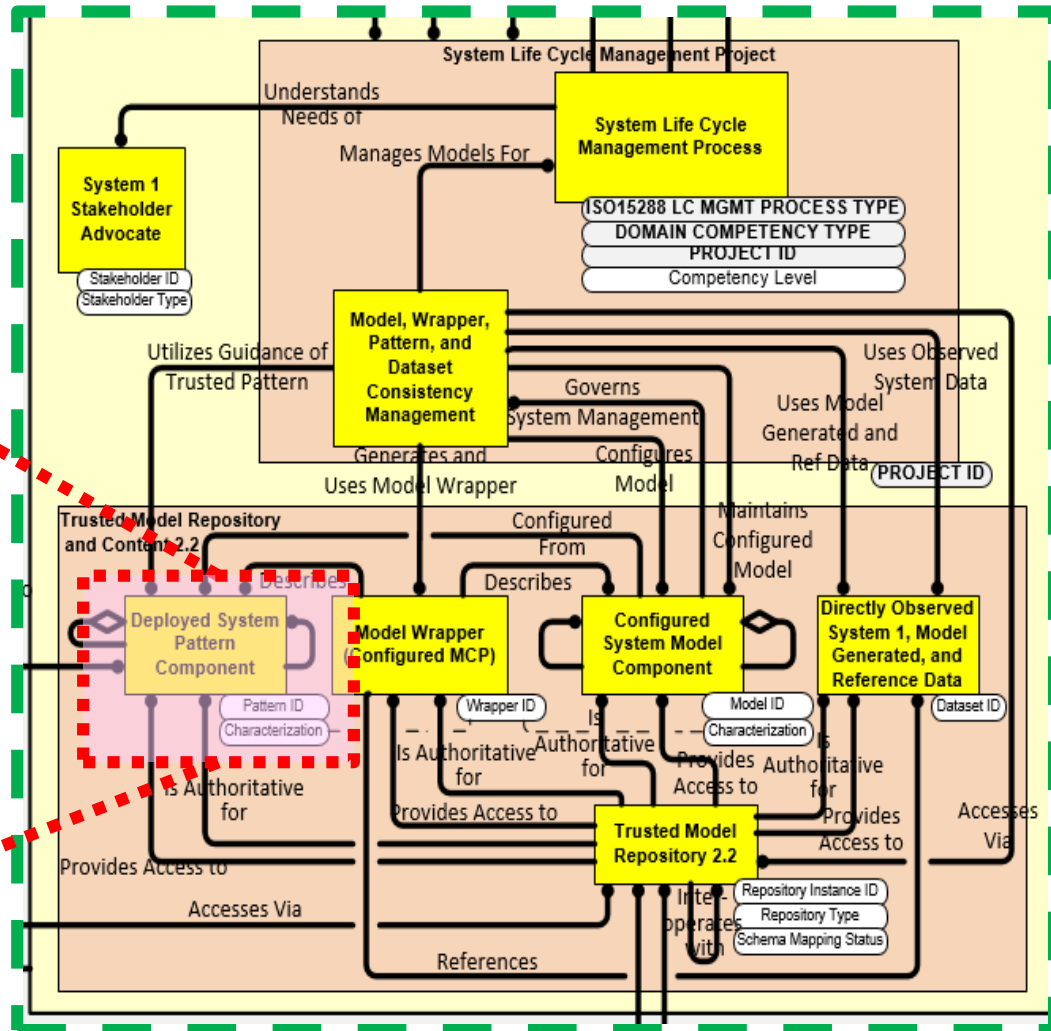 System Life Cycle Management Project
Understands
Needs of
System Life Cycle
Management Process
Manages Models For
System 1
Stakeholder
Advocate
ISO15288 LC MGMT PROCESS TYPE
DOMAIN COMPETENCY TYPE
PROJECT ID
Competency Level
Stakeholder ID
Stakeholder Type
Model, Wrapper,
Pattern, and
Dataset
Consistency
Management
Utilizes Guidance of
Trusted Pattern
Uses Observed
System Data
Governs
System Management
Uses Model
Generated and
Ref Data
Generates and
Uses Model Wrapper
Configures
Model
PROJECT ID
Trusted Model Repository
and Content 2.2
Configured
From
Maintains
Configured
Model
Describes
Describes
Deployed System
Pattern
Component
Model Wrapper
(Configured MCP)
Configured
System Model
Component
Directly Observed
System 1, Model
Generated, and
Reference Data
Pattern ID
Characterization
Wrapper ID
Model ID
Characterization
Dataset ID
Is Authoritative
for
Is Authoritative
for
Is
Authoritative
for
Provides
Access to
Is
Authoritative
for
Provides Access to
Provides Access to
Provides
Access to
Accesses
Via
Trusted Model
Repository 2.2
Accesses Via
Inter-
operates
with
Repository Instance ID
Repository Type
Schema Mapping Status
References